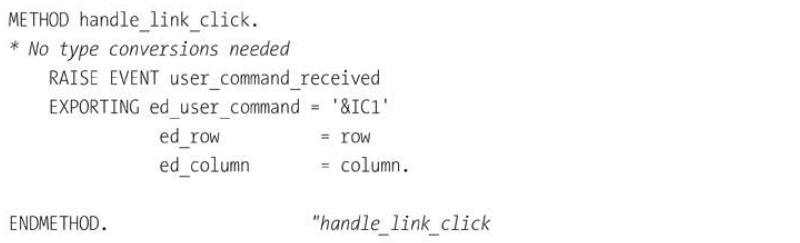 METHOD handle_link_click.
* No type conversions needed
    RAISE EVENT user_command_received
    EXPORTING ed_user_command = '&IC1'
              ed_row          = row
              ed_column       = column.

ENDMETHOD.                    "handle_link_click